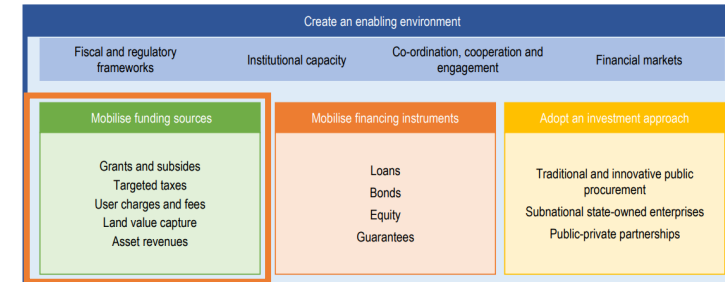 Create an enabling environment
Fiscal and regulatory
frameworks
Institutional capacity
Co-ordination, cooperation and
engagement
Financial markets
Mobilise funding sources
Grants and subsides
Targeted taxes
User charges and fees
Land value capture
Asset revenues
Mobilise financing instruments
Loans
Bonds
Equity
Guarantees
Adopt an investment approach
Traditional and innovative public
procurement
Subnational state-owned enterprises
Public-private partnerships